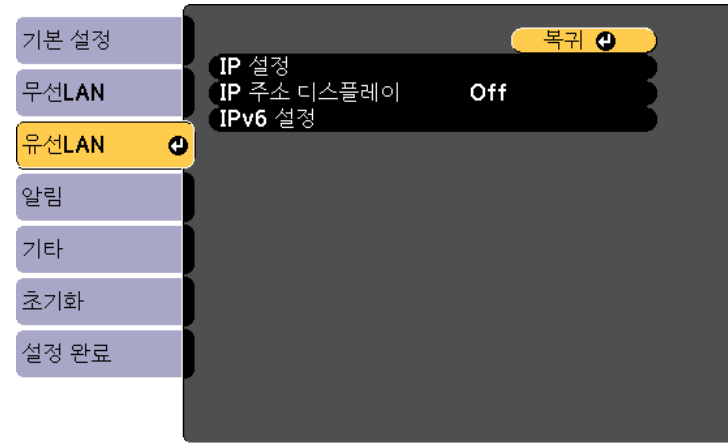 기본 설정
무선LAN
유선LAN
알림
기타
초기화
설정 완료
복귀
IP 설정
IP 주소 디스플레이 Off
IPv6 설정